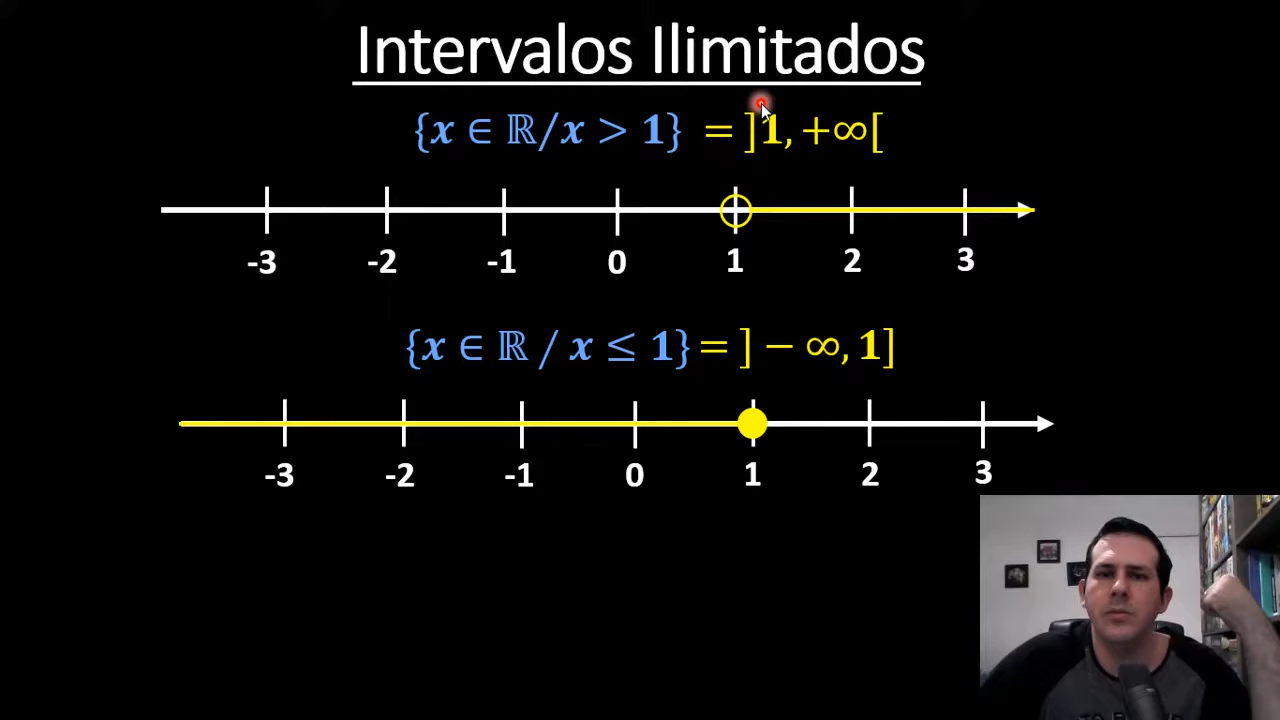 Intervalos Ilimitados
{x ∈ ℝ/x > 1} = ]1, +∞[
-3 -2 -1 0 1 2 3
{x ∈ ℝ / x ≤ 1} = ] − ∞, 1]
-3 -2 -1 0 1 2 3